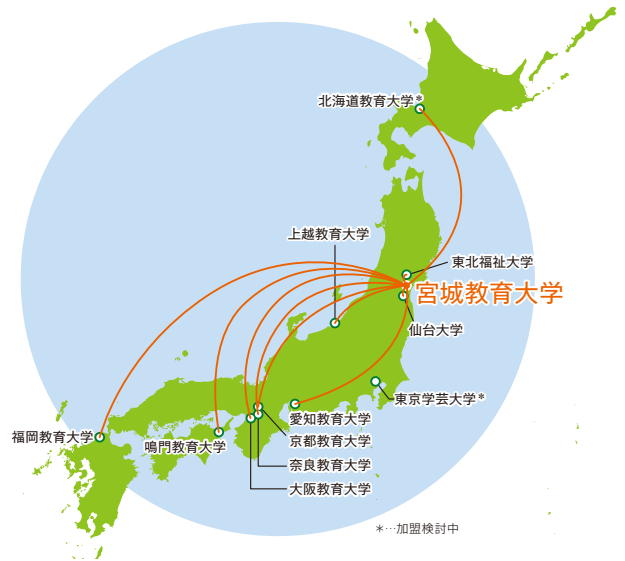 北海道教育大学*
上越教育大学
東北福祉大学
宮城教育大学
仙台大学
東京学芸大学*
愛知教育大学
福岡教育大学
鳴門教育大学
京都教育大学
奈良教育大学
大阪教育大学
*…加盟検討中